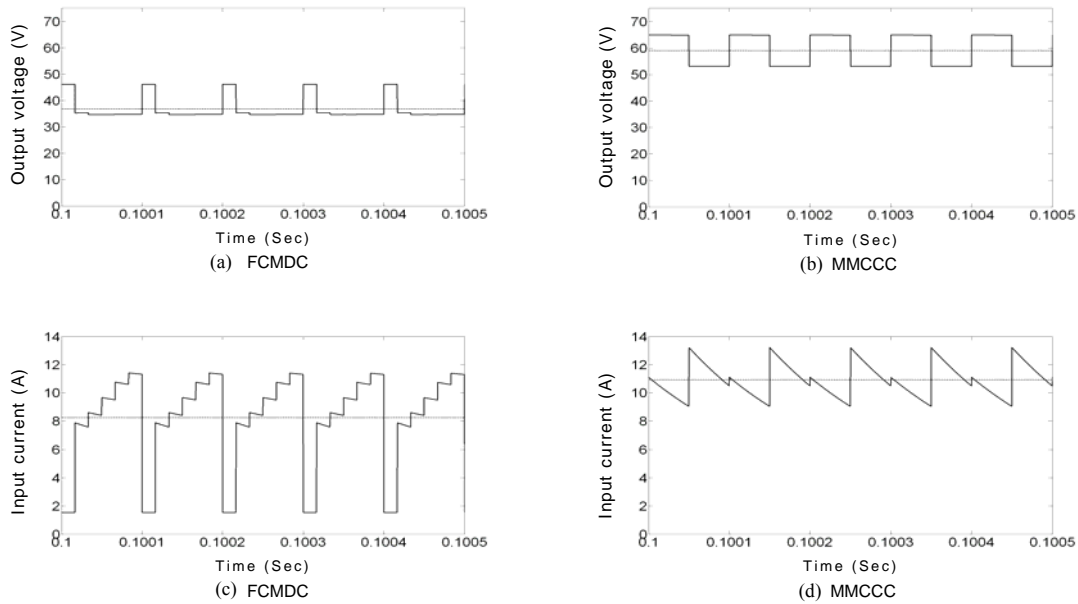 Output voltage (V)
70
60
50
40
30
20
10
0
0.1 0.1001 0.1002 0.1003 0.1004 0.1005
Time (Sec)
(a) FCMDC
Output voltage (V)
70
60
50
40
30
20
10
0
0.1 0.1001 0.1002 0.1003 0.1004 0.1005
Time (Sec)
(b) MMCCC
Input current (A)
14
12
10
8
6
4
2
0
0.1 0.1001 0.1002 0.1003 0.1004 0.1005
Time (Sec)
(c) FCMDC
Input current (A)
14
12
10
8
6
4
2
0
0.1 0.1001 0.1002 0.1003 0.1004 0.1005
Time (Sec)
(d) MMCCC